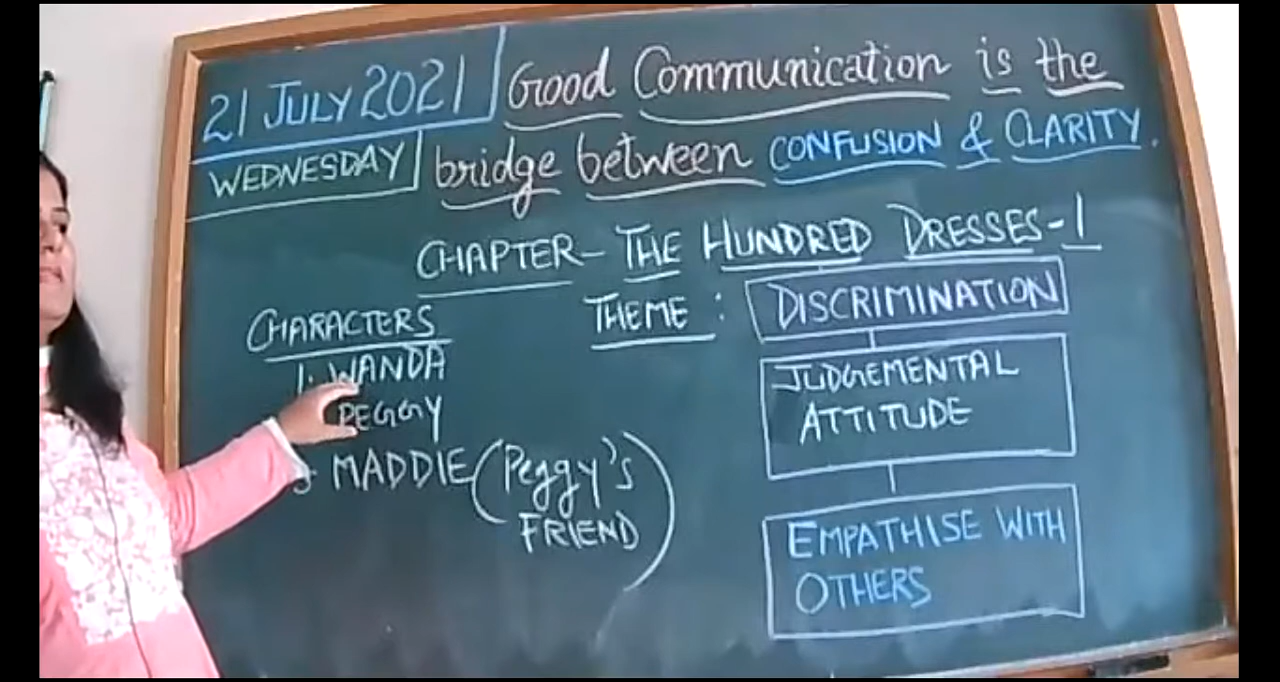 21 JULY 2021
WEDNESDAY
Good Communication is the
bridge between CONFUSION & CLARITY.
CHAPTER - THE HUNDRED DRESSES - 1
CHARACTERS
1. WANDA
PEGGY
3 MADDIE (Peggy's
FRIEND)
THEME :
DISCRIMINATION
JUDGEMENTAL
ATTITUDE
EMPATHISE WITH
OTHERS